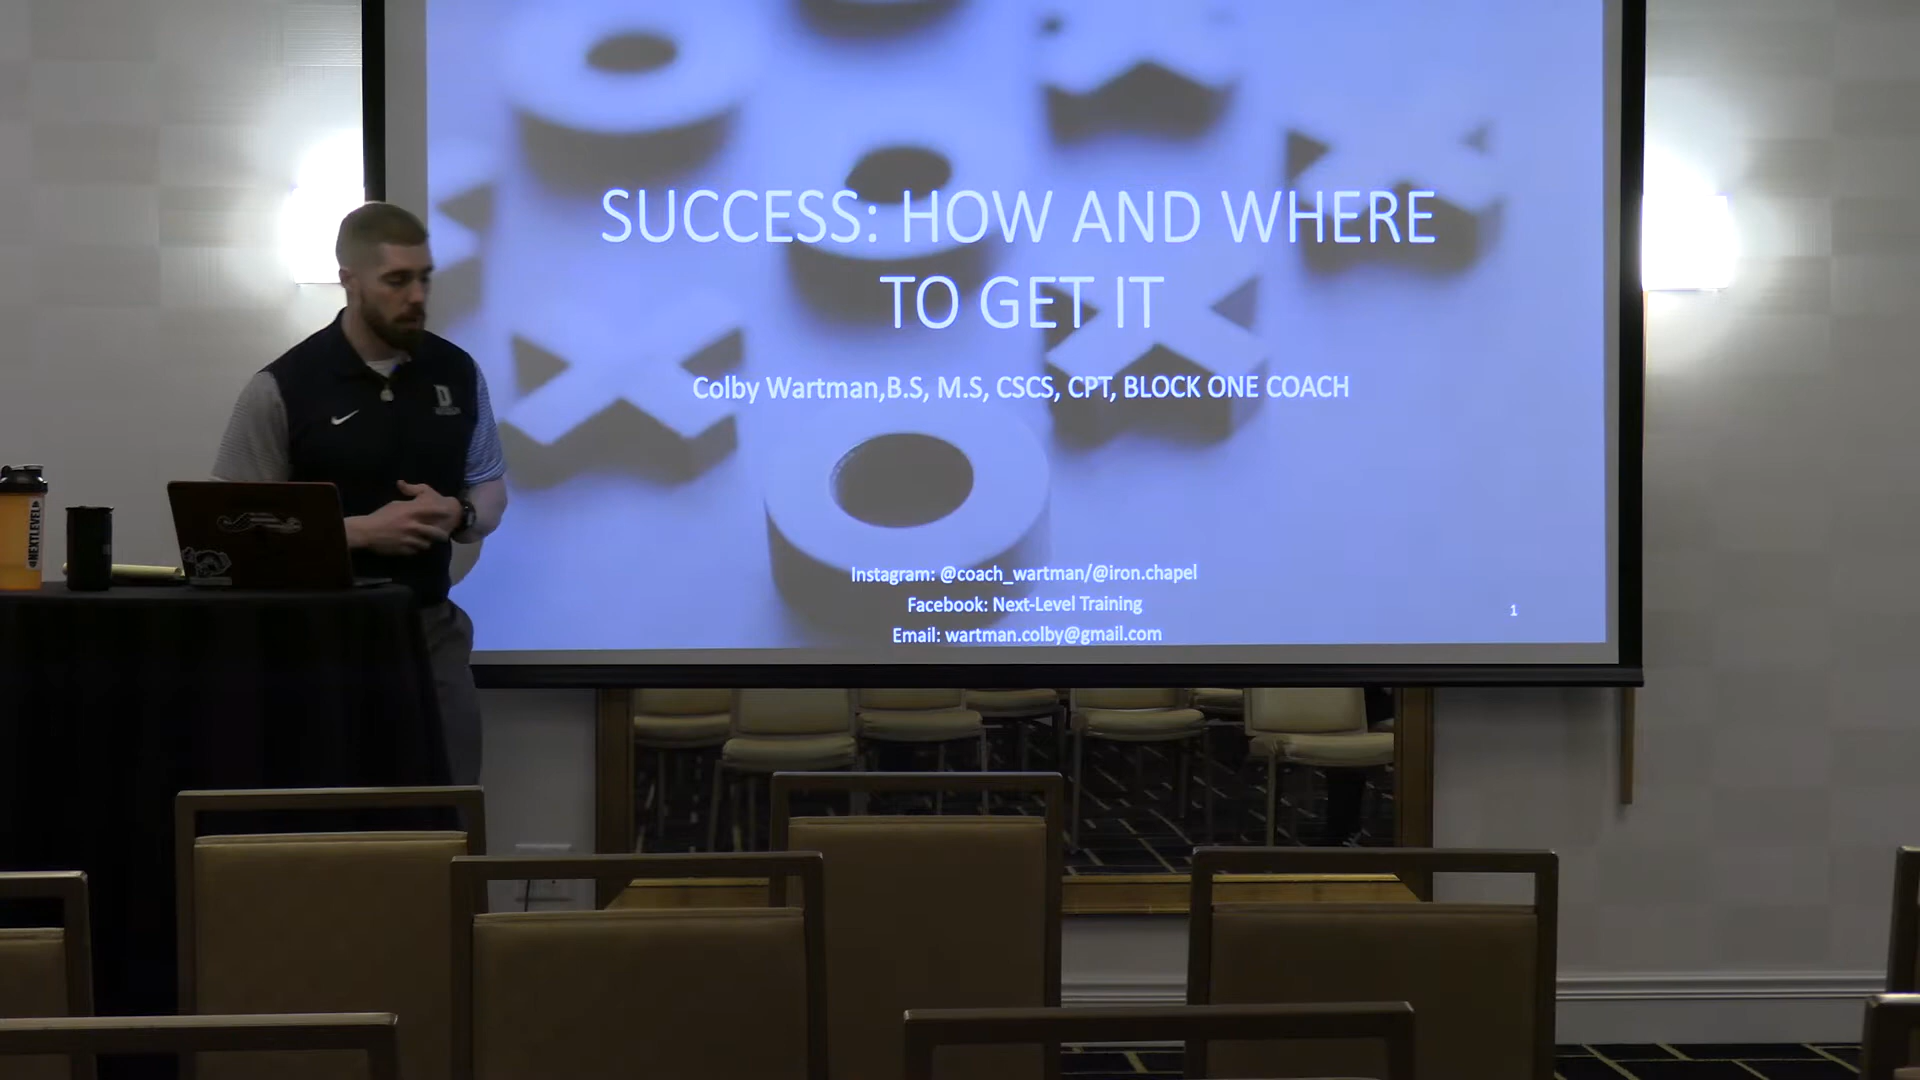 SUCCESS: HOW AND WHERE
TO GET IT
Colby Wartman,B.S, M.S, CSCS, CPT, BLOCK ONE COACH
Instagram: @coach_wartman/@iron.chapel
Facebook: Next-Level Training
Email: wartman.colby@gmail.com
1
D
NEXTLEVEL